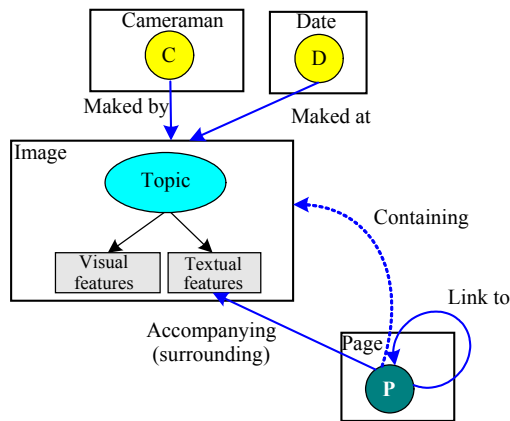 Cameraman
Date
C
D
Maked by
Maked at
Image
Topic
Containing
Visual
features
Textual
features
Link to
Accompanying
(surrounding)
Page
P